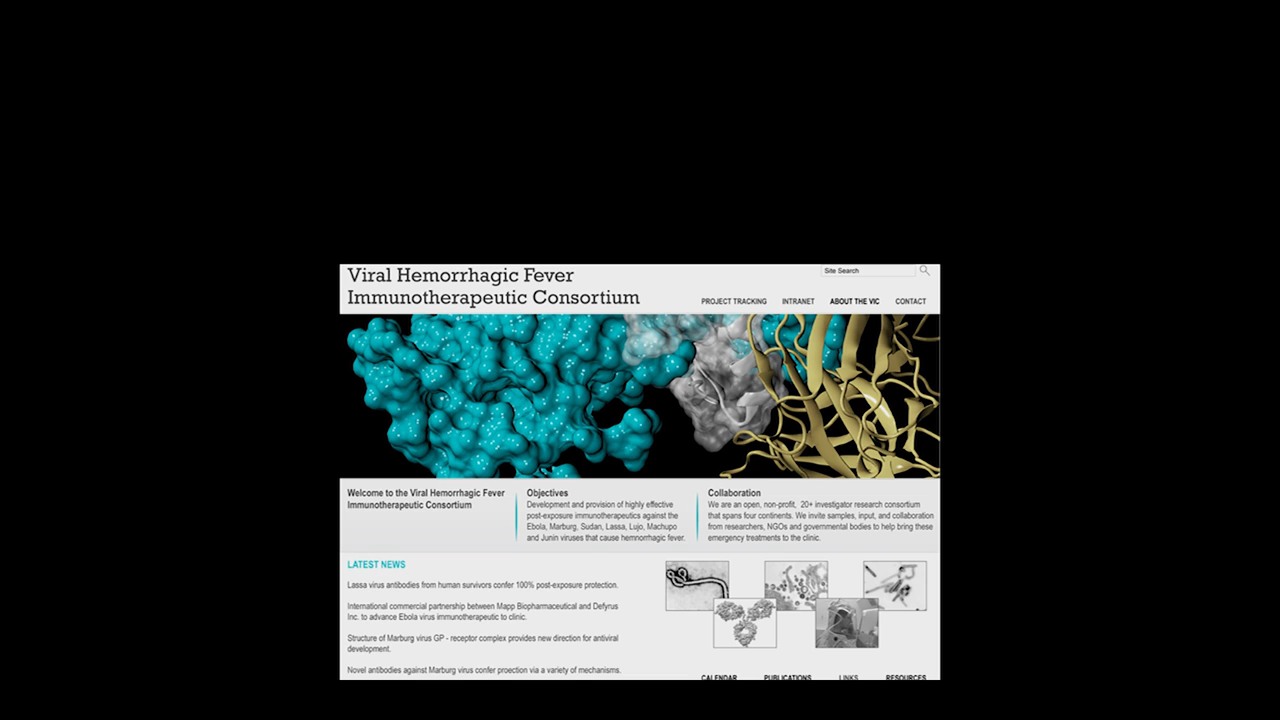 Viral Hemorrhagic Fever
Immunotherapeutic Consortium
Site Search
PROJECT TRACKING INTRANET ABOUT THE VIC CONTACT
Welcome to the Viral Hemorrhagic Fever
Immunotherapeutic Consortium
Objectives
Development and provision of highly effective
post-exposure immunotherapeutics against the
Ebola, Marburg, Sudan, Lassa, Lujo, Machupo
and Junin viruses that cause hemnorrhagic fever.
Collaboration
We are an open, non-profit, 20+ investigator research consortium
that spans four continents. We invite samples, input, and collaboration
from researchers, NGOs and governmental bodies to help bring these
emergency treatments to the clinic.
LATEST NEWS
Lassa virus antibodies from human survivors confer 100% post-exposure protection.
International commercial partnership between Mapp Biopharmaceutical and Defyrus
Inc. to advance Ebola virus immunotherapeutic to clinic.
Structure of Marburg virus GP - receptor complex provides new direction for antiviral
development.
Novel antibodies against Marburg virus confer proection via a variety of mechanisms.
CALENDAR PUBLICATIONS LINKS RESOURCES